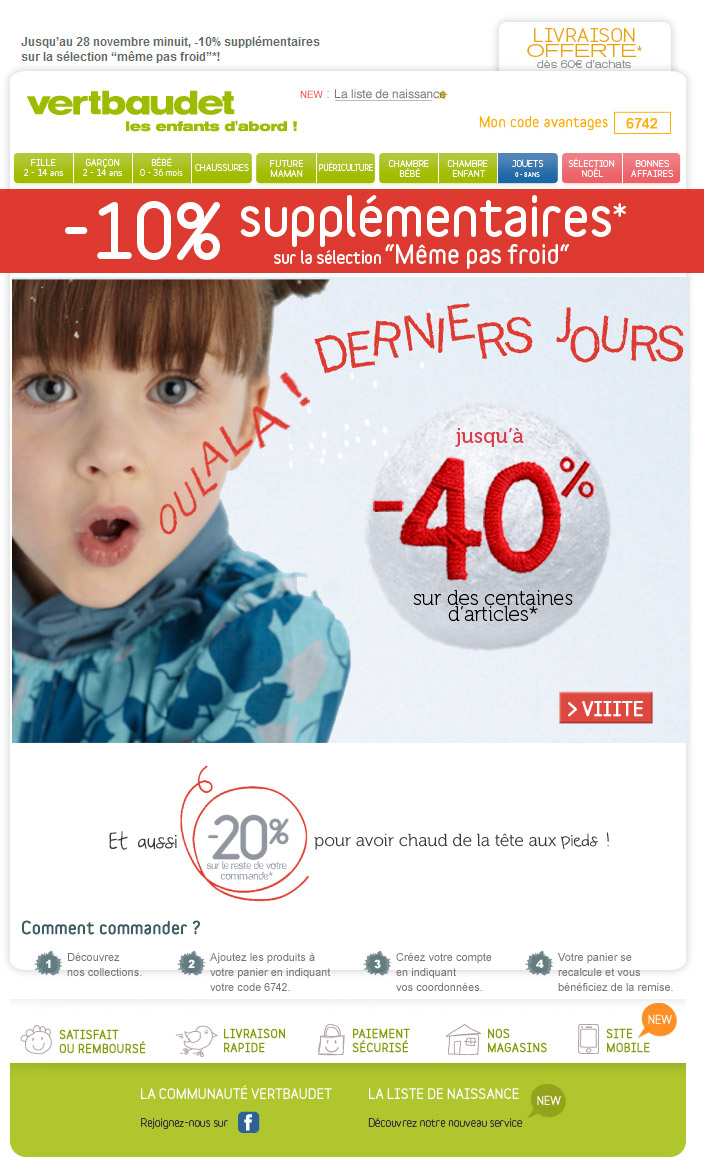 Jusqu'au 28 novembre minuit, -10% supplémentaires
sur la sélection “même pas froid”*!
LIVRAISON
OFFERTE*
dès 60€ d'achats
vertbaudet
les enfants d'abord !
NEW : La liste de naissance
Mon code avantages 6742
FILLE
2 - 14 ans
GARÇON
2 - 14 ans
BÉBÉ
0 - 36 mois
CHAUSSURES
FUTURE
MAMAN
PUÉRICULTURE
CHAMBRE
BÉBÉ
CHAMBRE
ENFANT
JOUETS
0 - 8 ANS
SÉLECTION
NOËL
BONNES
AFFAIRES
-10% supplémentaires*
sur la sélection “Même pas froid“
DERNIERS JOURS
OULALALA !
jusqu'à
-40%
sur des centaines
d'articles*
> VIIITE
Et aussi -20% pour avoir chaud de la tête aux Pieds !
sur le reste de votre
commande*
Comment commander ?
1 Découvrez
nos collections.
2 Ajoutez les produits à
votre panier en indiquant
votre code 6742.
3 Créez votre compte
en indiquant
vos coordonnées.
4 Votre panier se
recalcule et vous
bénéficiez de la remise.
SATISFAIT
OU REMBOURSÉ
LIVRAISON
RAPIDE
PAIEMENT
SÉCURISÉ
NOS
MAGASINS
SITE
MOBILE
NEW
LA COMMUNAUTÉ VERTBAUDET
Rejoignez-nous sur f
LA LISTE DE NAISSANCE
NEW
Découvrez notre nouveau service